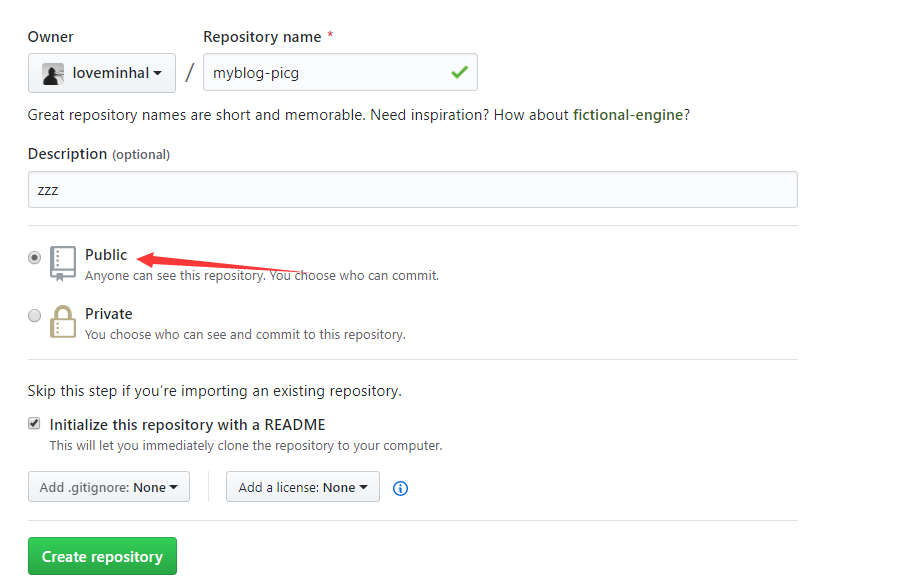 Owner
Repository name *
loveminhal / myblog-picg
Great repository names are short and memorable. Need inspiration? How about fictional-engine?
Description (optional)
zzz
Public
Anyone can see this repository. You choose who can commit.
Private
You choose who can see and commit to this repository.
Skip this step if you’re importing an existing repository.
Initialize this repository with a README
This will let you immediately clone the repository to your computer.
Add .gitignore: None
Add a license: None
Create repository